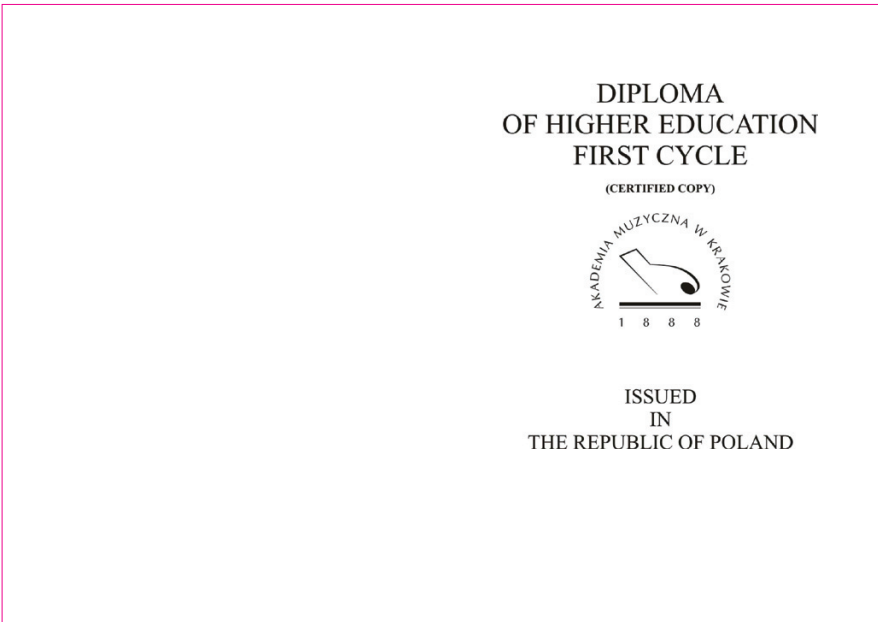 DIPLOMA
OF HIGHER EDUCATION
FIRST CYCLE
(CERTIFIED COPY)
AKADEMIA MUZYCZNA W KRAKOWIE
1 8 8 8
ISSUED
IN
THE REPUBLIC OF POLAND